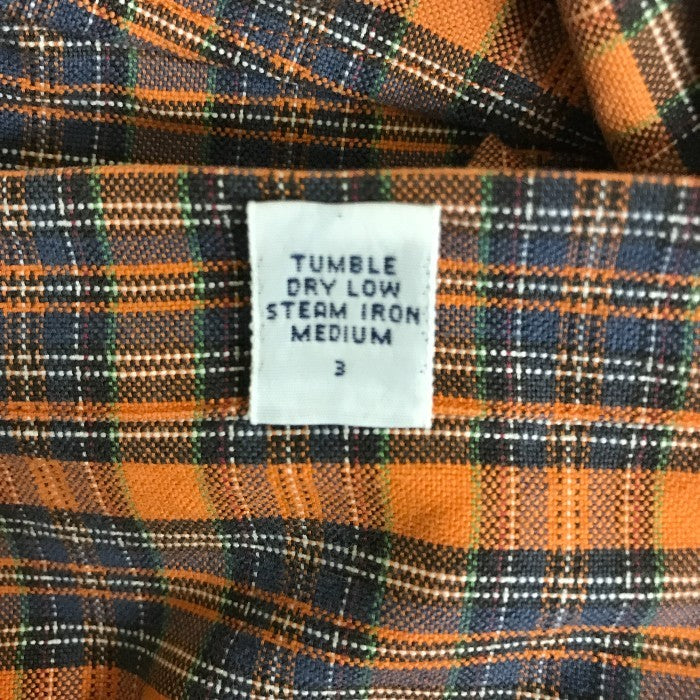 TUMBLE
DRY LOW
STEAM IRON
MEDIUM
3